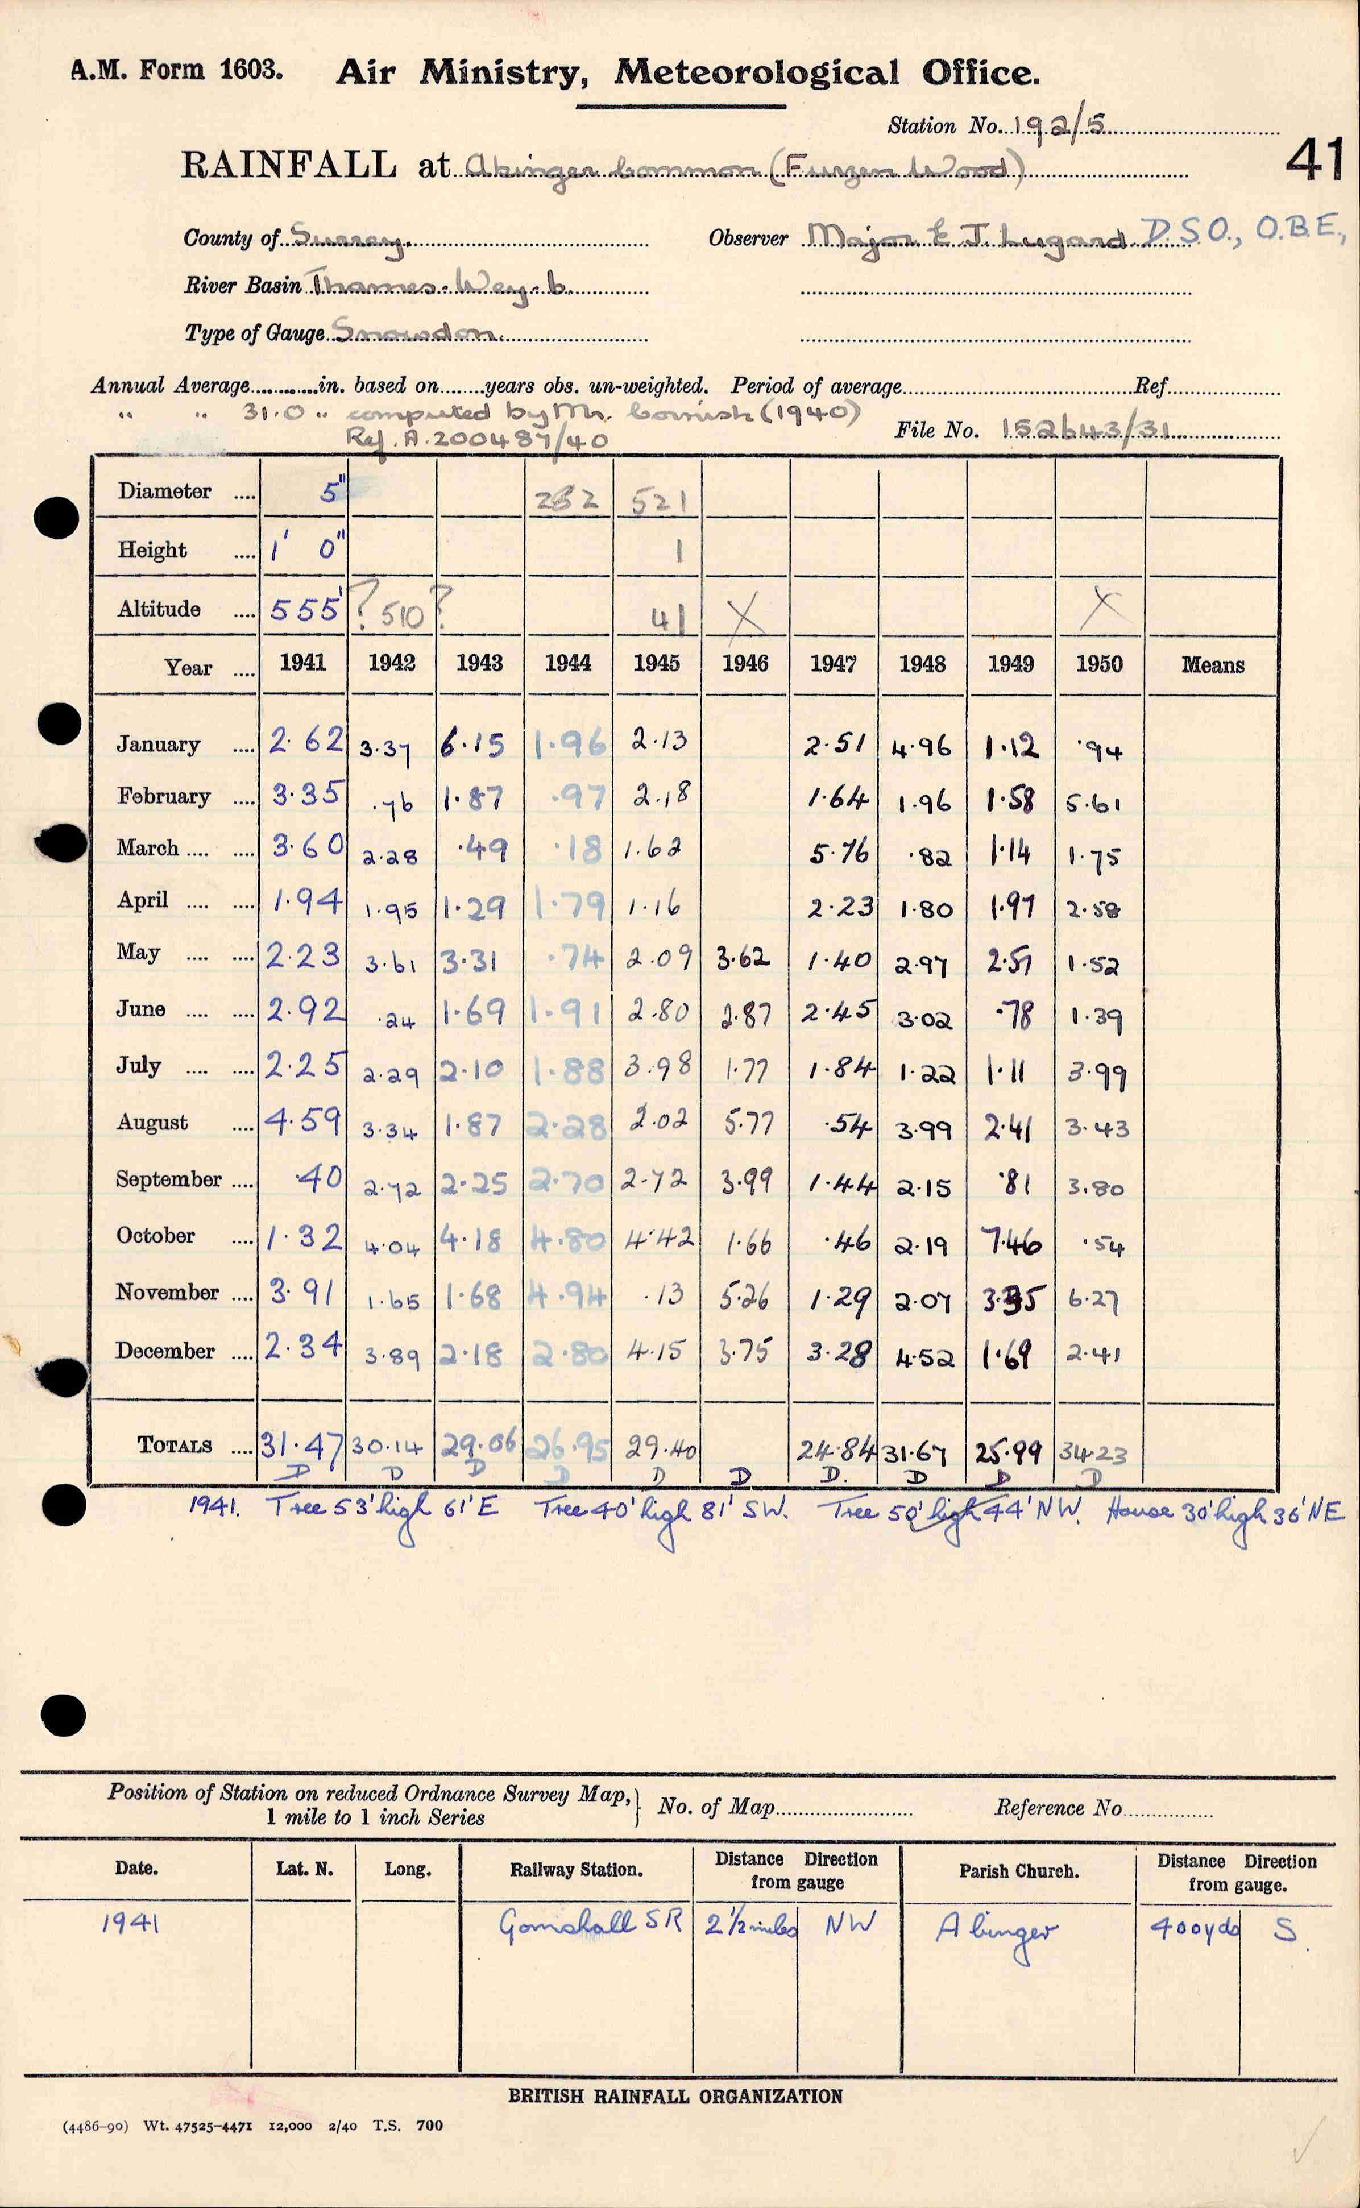 A.M. Form 1603. Air Ministry, Meteorological Office.
Station No. 192/5
41
RAINFALL at Abinger Common (Furzen Wood)
County of Surrey. Observer Major E J. Lugard D.S.O., O.B.E.,
River Basin Thames-Wey-b.
Type of Gauge Snowdon.
Annual Average............in. based on.......years obs. un-weighted. Period of average....................Ref..........
" " 31.0 " computed by Mr. Cornish (1940)
File No. 152643/31
Ref. A.200487/40
Diameter .... 5" 232 521
Height .... 1' 0" 1
Altitude .... 555' ?510? 41 X X
Year .... 1941 1942 1943 1944 1945 1946 1947 1948 1949 1950 Means
January .... 2.62 3.37 6.15 1.96 2.13 2.51 4.96 1.12 .94
February .... 3.35 .76 1.87 .97 2.18 1.64 1.96 1.58 5.61
March .... .... 3.60 2.28 .49 .18 1.62 5.76 .82 1.14 1.75
April .... .... 1.94 1.95 1.29 1.79 1.16 2.23 1.80 1.97 2.58
May .... .... 2.23 3.61 3.31 .74 2.09 3.62 1.40 2.97 2.57 1.52
June .... .... 2.92 .24 1.69 1.91 2.80 2.87 2.45 3.02 .78 1.39
July .... .... 2.25 2.29 2.10 1.88 3.98 1.77 1.84 1.22 1.11 3.99
August .... 4.59 3.34 1.87 2.28 2.02 5.77 .54 3.99 2.41 3.43
September .... .40 2.72 2.25 2.70 2.72 3.99 1.44 2.15 .81 3.80
October .... 1.32 4.04 4.18 4.80 4.42 1.66 .46 2.19 7.46 .54
November .... 3.91 1.65 1.68 4.94 .13 5.26 1.29 2.07 3.35 6.27
December .... 2.34 3.89 2.18 2.80 4.15 3.75 3.28 4.52 1.69 2.41
TOTALS .... 31.47 30.14 29.06 26.95 29.40 24.84 31.67 25.99 34.23
D D D D D D D. D D D
1941. Tree 53' high 61' E Tree 40' high 81' SW. Tree 50' high 44' NW. House 30' high 36' NE
Position of Station on reduced Ordnance Survey Map, } No. of Map.................... Reference No.............
1 mile to 1 inch Series
Date. Lat. N. Long. Railway Station. Distance Direction from gauge Parish Church. Distance Direction from gauge.
1941 Gomshall SR 2½ miles NW Abinger 400yds S.
BRITISH RAINFALL ORGANIZATION
(4486-90) Wt. 47525-4471 12,000 2/40 T.S. 700